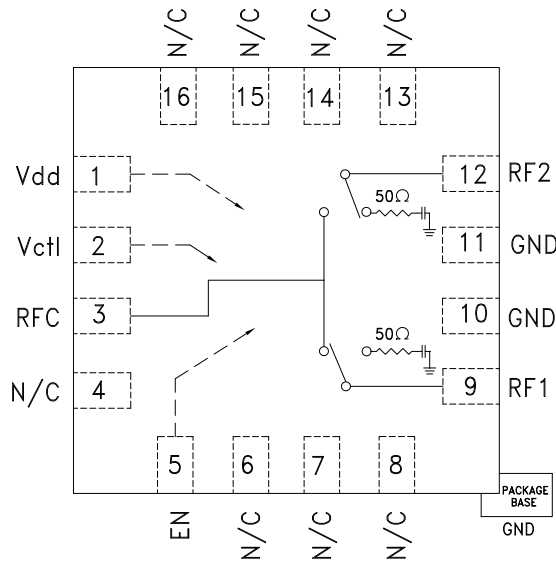 N/C
N/C
N/C
N/C
16
15
14
13
Vdd
1
12
RF2
50Ω
Vctl
2
11
GND
RFC
3
10
GND
50Ω
N/C
4
9
RF1
5
6
7
8
EN
N/C
N/C
N/C
PACKAGE
BASE
GND